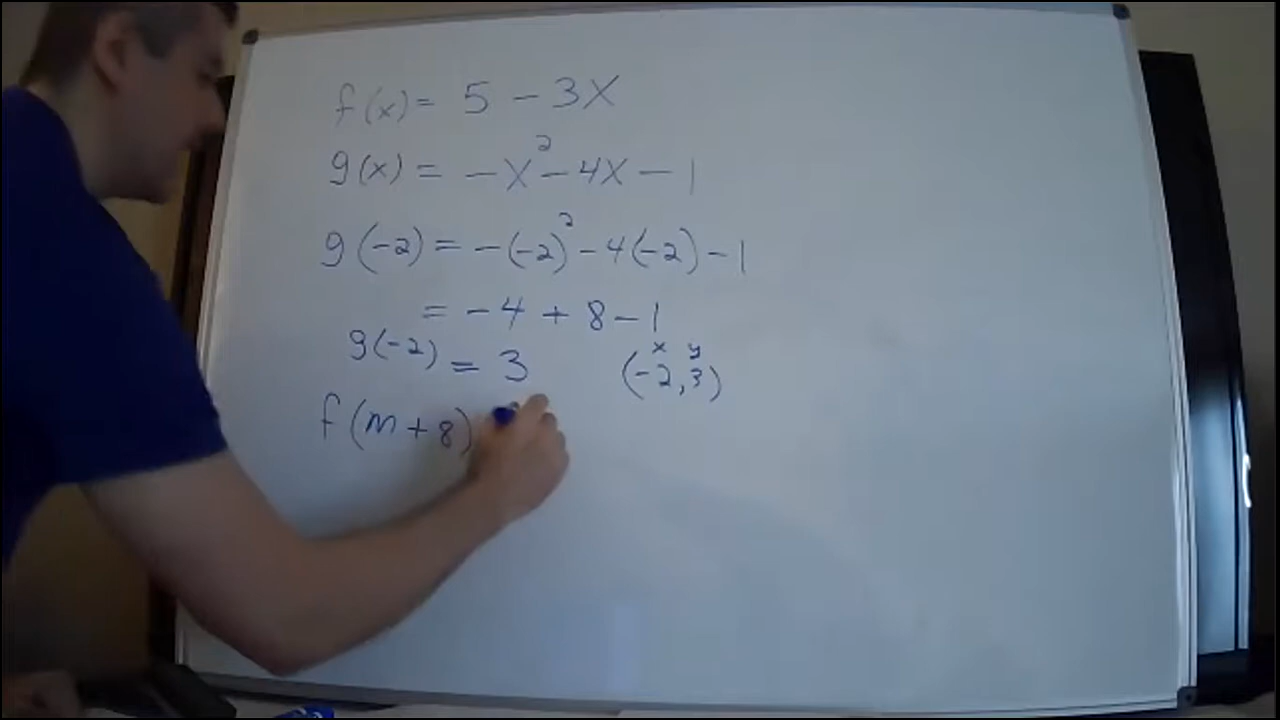 f(x) = 5 - 3x
g(x) = -x² - 4x - 1
g(-2) = -(-2)² - 4(-2) - 1
= -4 + 8 - 1
x y
g(-2) = 3 (-2, 3)
f(m + 8)